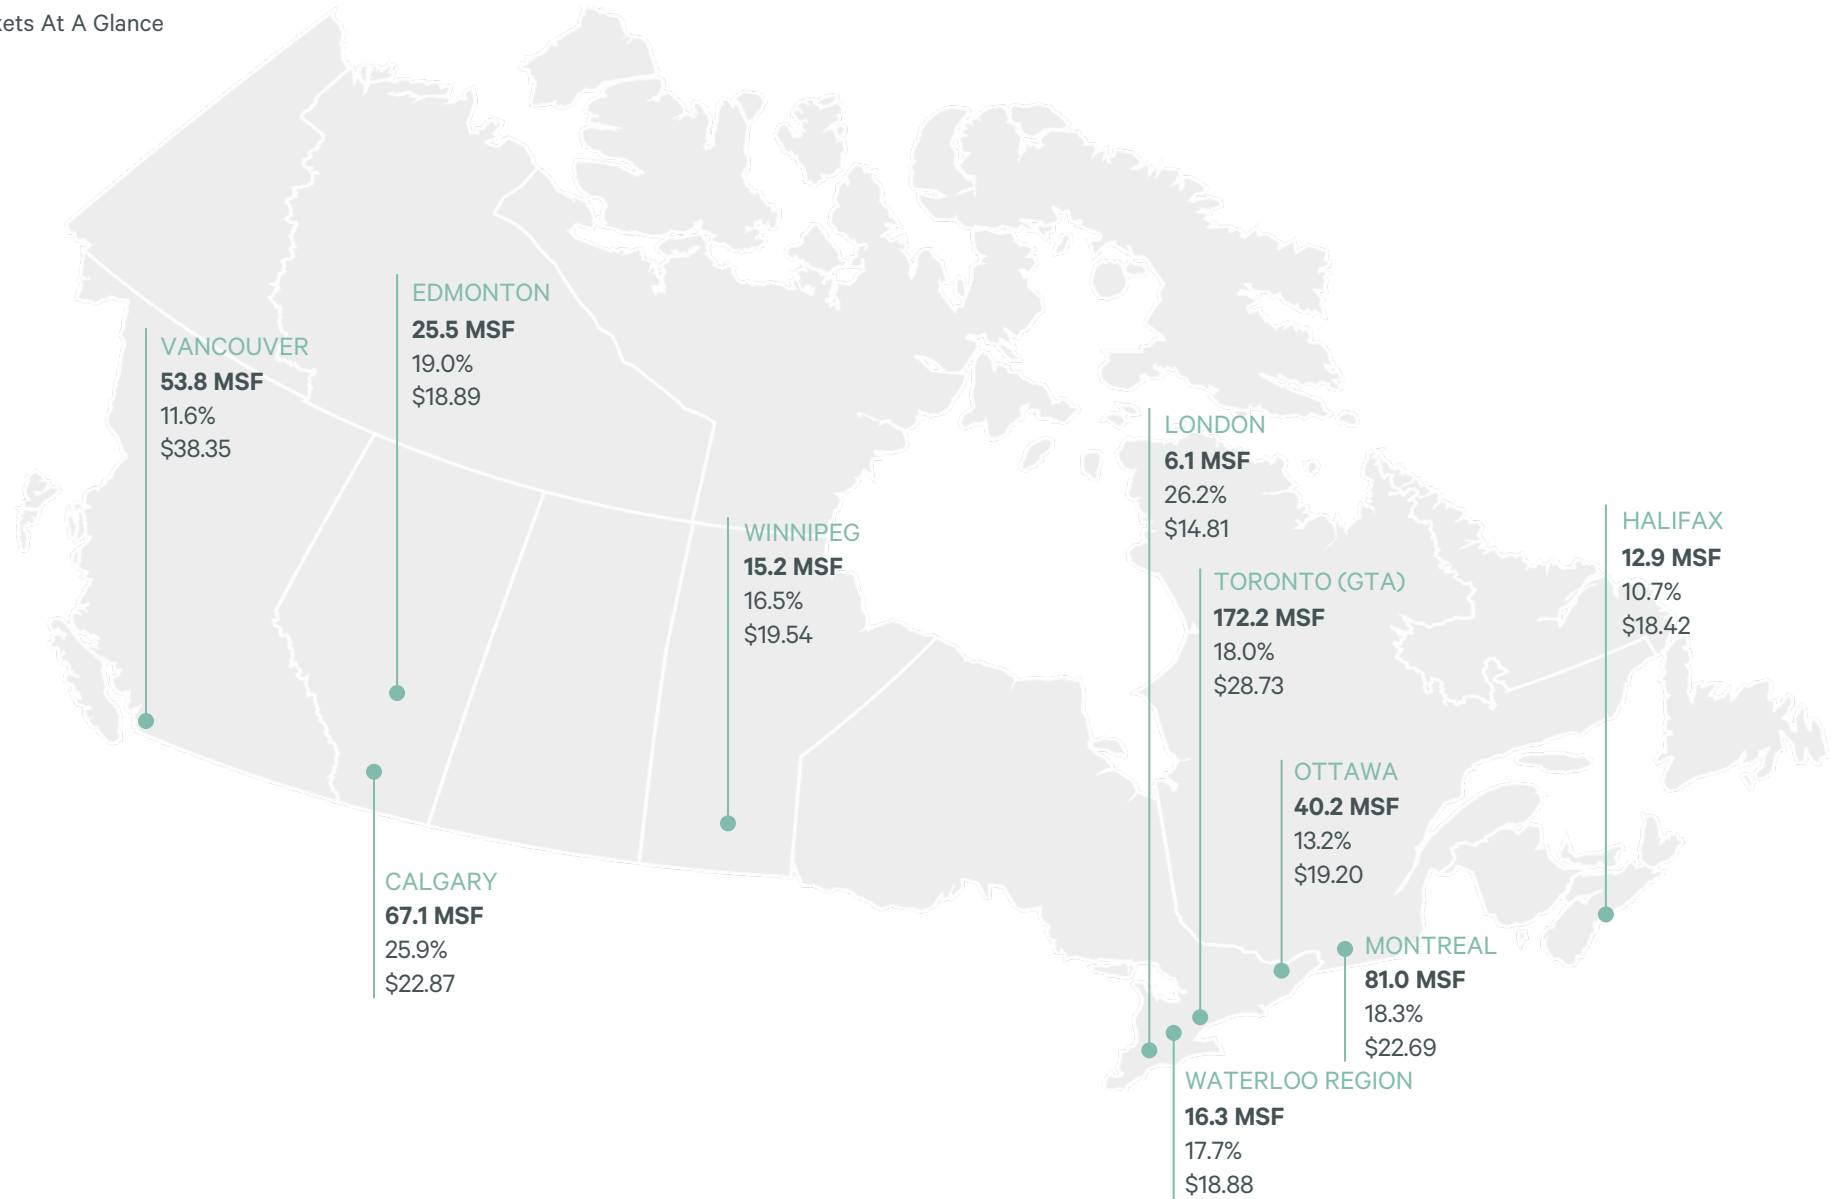 At A Glance
EDMONTON
25.5 MSF
19.0%
$18.89
VANCOUVER
53.8 MSF
11.6%
$38.35
LONDON
6.1 MSF
26.2%
$14.81
HALIFAX
12.9 MSF
10.7%
$18.42
WINNIPEG
15.2 MSF
16.5%
$19.54
TORONTO (GTA)
172.2 MSF
18.0%
$28.73
OTTAWA
40.2 MSF
13.2%
$19.20
CALGARY
67.1 MSF
25.9%
$22.87
MONTREAL
81.0 MSF
18.3%
$22.69
WATERLOO REGION
16.3 MSF
17.7%
$18.88